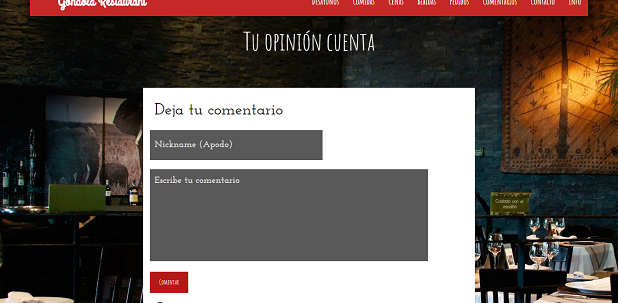 Gondola Restaurant
Desayunos Comidas Cenas Bebidas Pedidos Comentarios Contacto Info
Tu opinión cuenta
Deja tu comentario
Nickname (Apodo)
Escribe tu comentario
Cuidado con el
escalón
Comentar